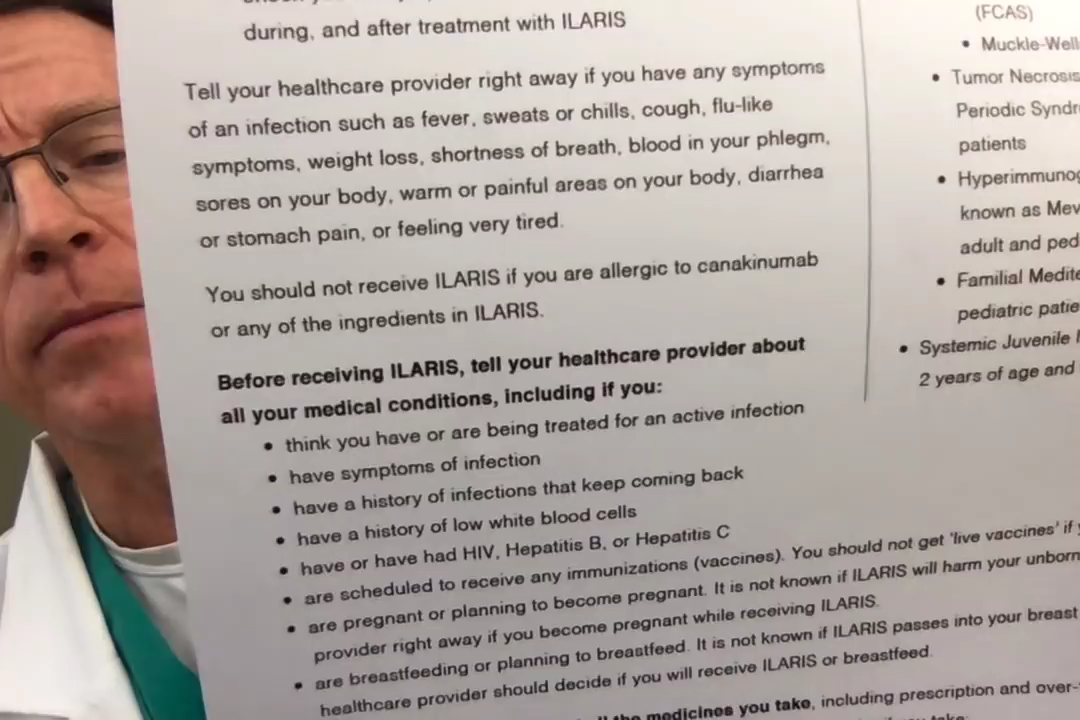 during, and after treatment with ILARIS
Tell your healthcare provider right away if you have any symptoms
of an infection such as fever, sweats or chills, cough, flu-like
symptoms, weight loss, shortness of breath, blood in your phlegm,
sores on your body, warm or painful areas on your body, diarrhea
or stomach pain, or feeling very tired.
You should not receive ILARIS if you are allergic to canakinumab
or any of the ingredients in ILARIS.
Before receiving ILARIS, tell your healthcare provider about
all your medical conditions, including if you:
• think you have or are being treated for an active infection
• have symptoms of infection
• have a history of infections that keep coming back
• have a history of low white blood cells
• have or have had HIV, Hepatitis B, or Hepatitis C
• are scheduled to receive any immunizations (vaccines). You should not get 'live vaccines' if
• are pregnant or planning to become pregnant. It is not known if ILARIS will harm your unborn
provider right away if you become pregnant while receiving ILARIS.
• are breastfeeding or planning to breastfeed. It is not known if ILARIS passes into your breast
healthcare provider should decide if you will receive ILARIS or breastfeed.
the medicines you take, including prescription and over-
(FCAS)
• Muckle-Well
• Tumor Necrosis
Periodic Syndr
patients
• Hyperimmunog
known as Mev
adult and ped
• Familial Medite
pediatric patie
• Systemic Juvenile
2 years of age and